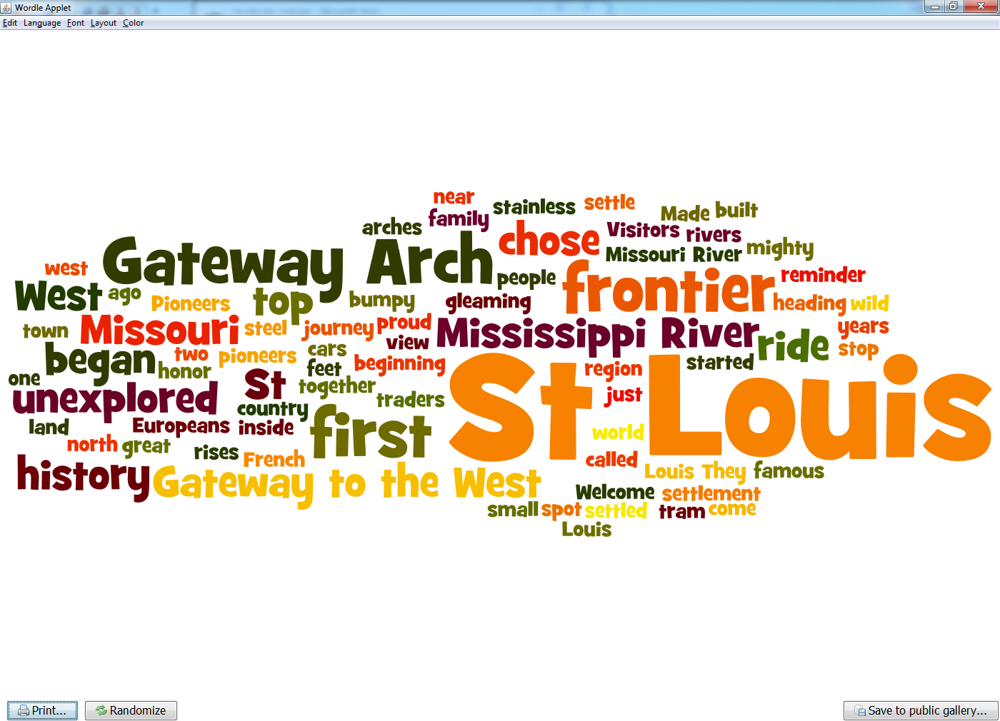 Wordle Applet
Edit Language Font Layout Color
near
stainless
settle
family
Made
built
arches
chose
Visitors
rivers
Gateway Arch
Missouri River
mighty
west
people
frontier
reminder
West
ago
Pioneers
top
bumpy
gleaming
heading
wild
town
Missouri
steel
journey
proud
Mississippi River
ride
years
view
began
two
pioneers
cars
stop
one
honor
St
feet
beginning
St Louis
region
started
unexplored
together
traders
just
country
land
Europeans
inside
first
world
north
great
rises
French
called
history
Gateway to the West
Louis They
famous
Welcome
settlement
small
spot
settled
tram
come
Louis
Print...
Randomize
Save to public gallery...